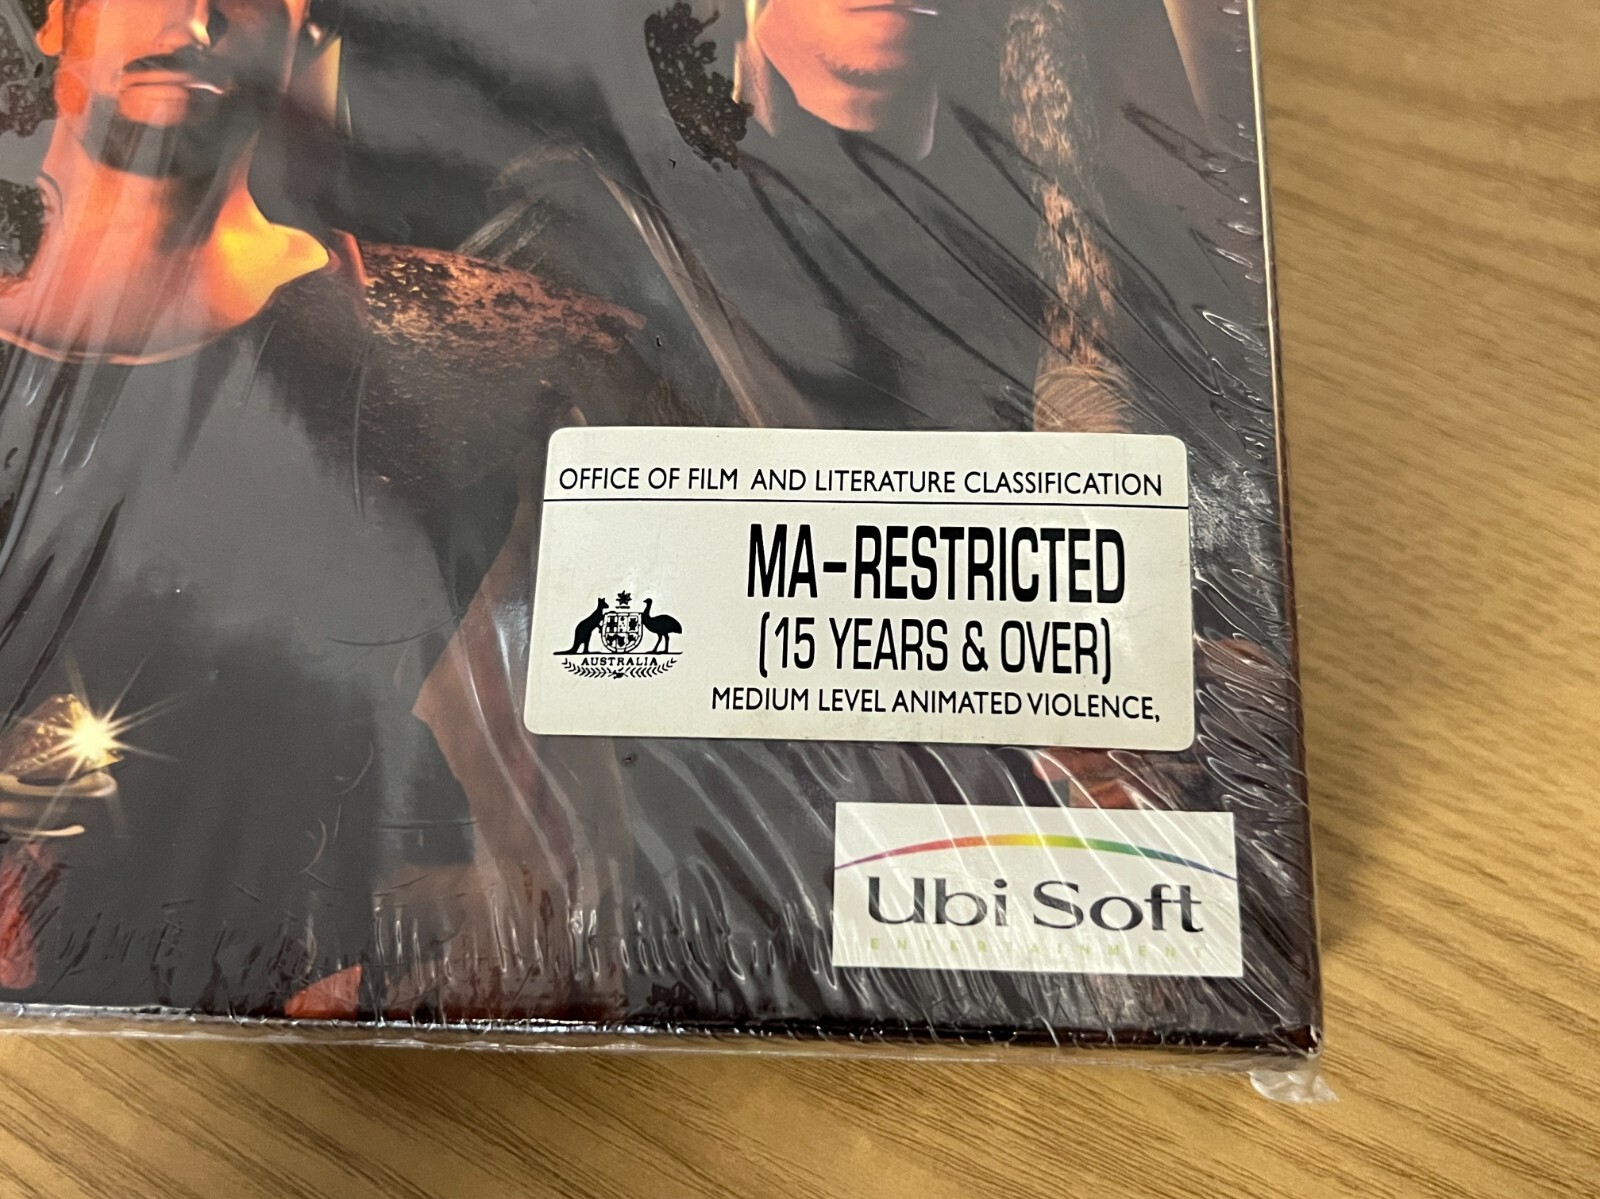 OFFICE OF FILM AND LITERATURE CLASSIFICATION
MA-RESTRICTED
(15 YEARS & OVER)
AUSTRALIA
MEDIUM LEVEL ANIMATED VIOLENCE,
Ubi Soft
ENTERTAINMENT